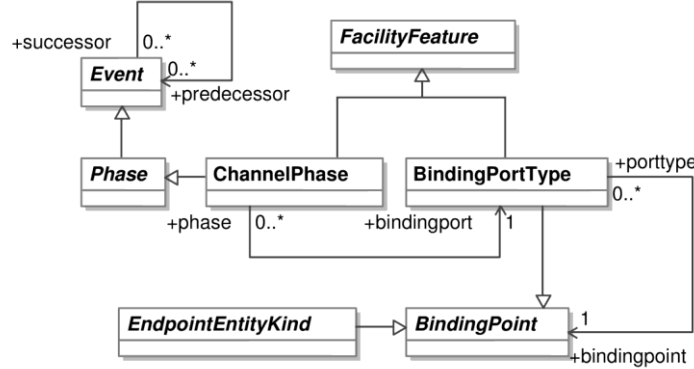 +successor
0..*
FacilityFeature
Event
0..*
+predecessor
Phase
ChannelPhase
BindingPortType
+porttype
0..*
+phase
0..*
+bindingport
1
EndpointEntityKind
BindingPoint
1
+bindingpoint